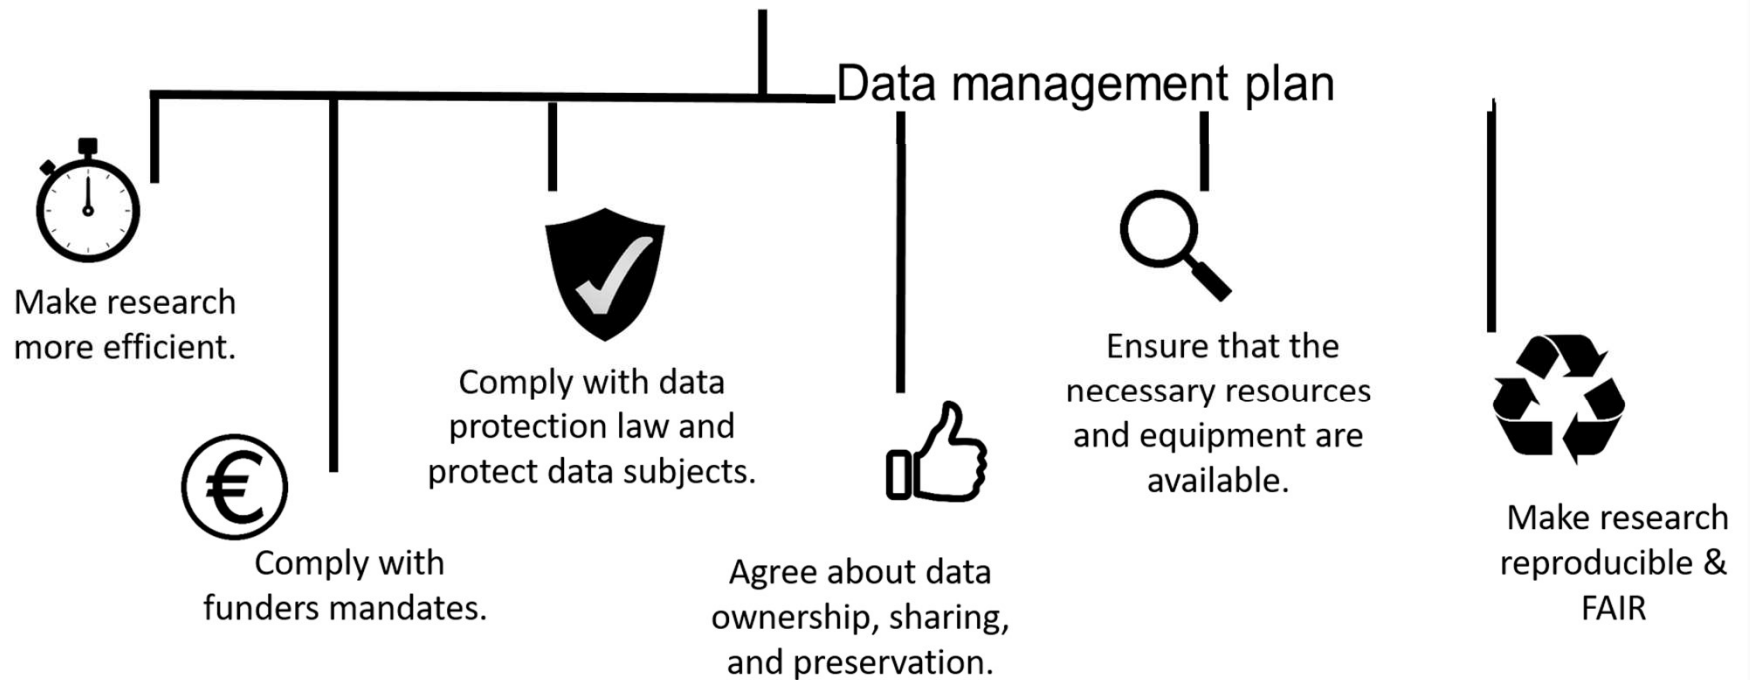 Data management plan
Make research
more efficient.
€
Comply with
funders mandates.
Comply with data
protection law and
protect data subjects.
Agree about data
ownership, sharing,
and preservation.
Ensure that the
necessary resources
and equipment are
available.
Make research
reproducible &
FAIR